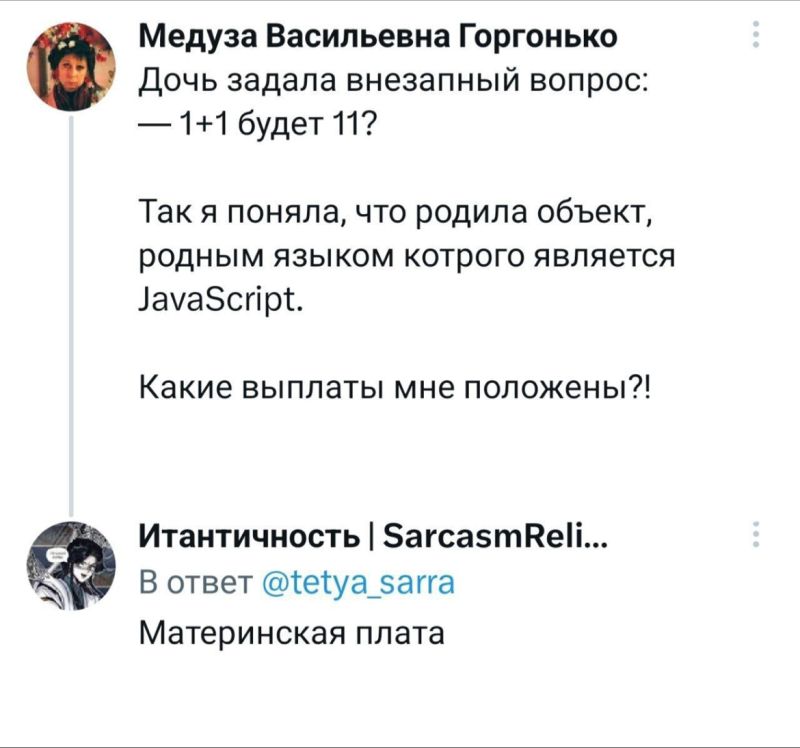 Медуза Васильевна Горгонько
Дочь задала внезапный вопрос:
— 1+1 будет 11?
Так я поняла, что родила объект,
родным языком котрого является
JavaScript.
Какие выплаты мне положены?!
Итантичность | SarcasmReli...
В ответ @tetya_sarra
Материнская плата